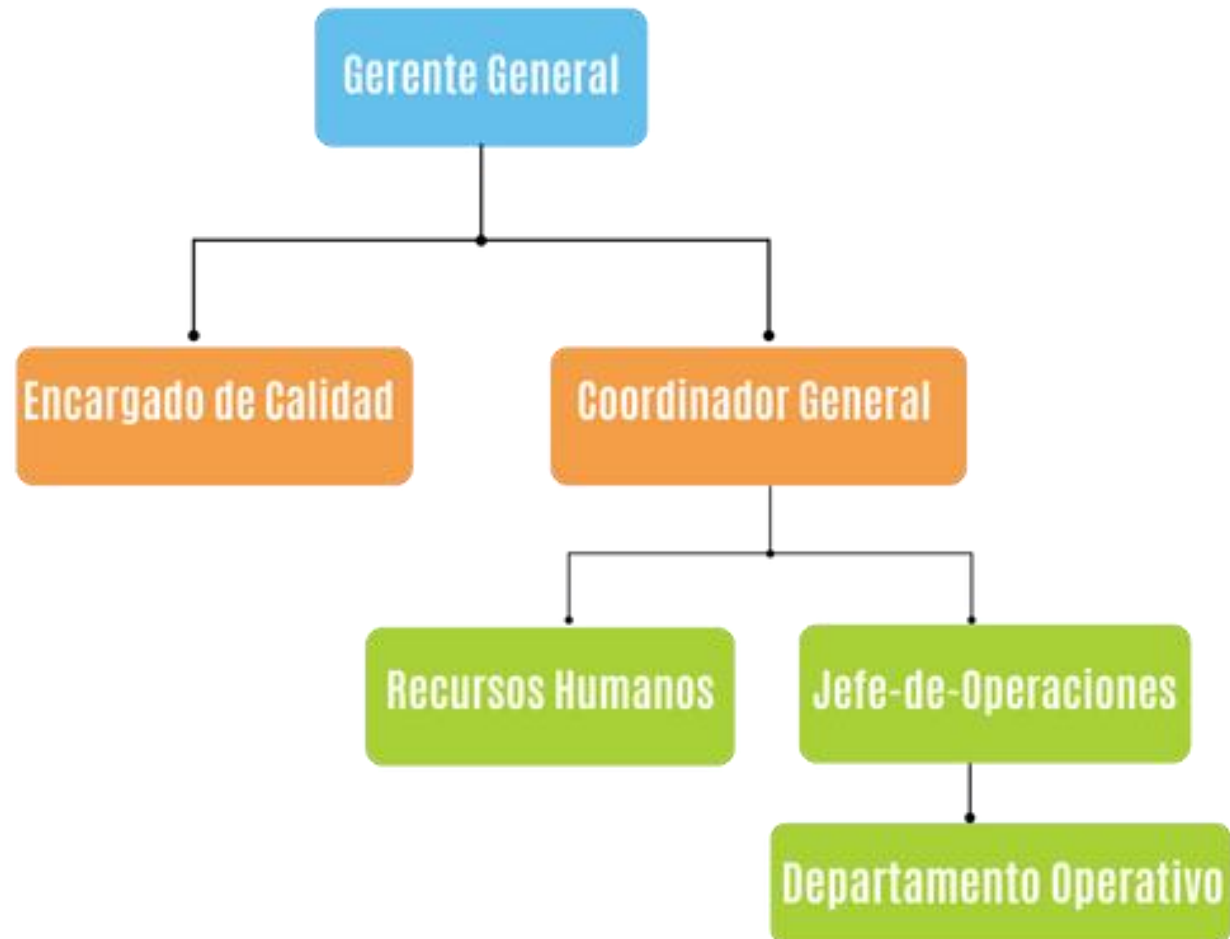 Gerente General
Encargado de Calidad
Coordinador General
Recursos Humanos
Jefe-de-Operaciones
Departamento Operativo